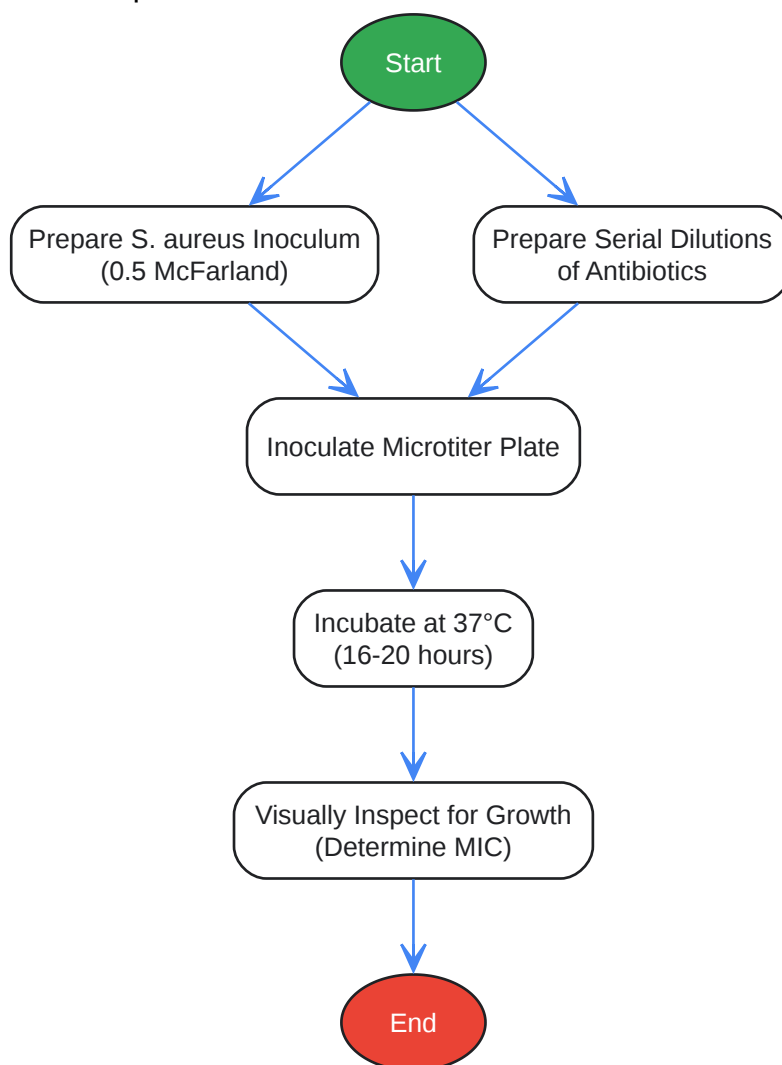 Start
Prepare S. aureus Inoculum
(0.5 McFarland)
Prepare Serial Dilutions
of Antibiotics
Inoculate Microtiter Plate
Incubate at 37°C
(16-20 hours)
Visually Inspect for Growth
(Determine MIC)
End